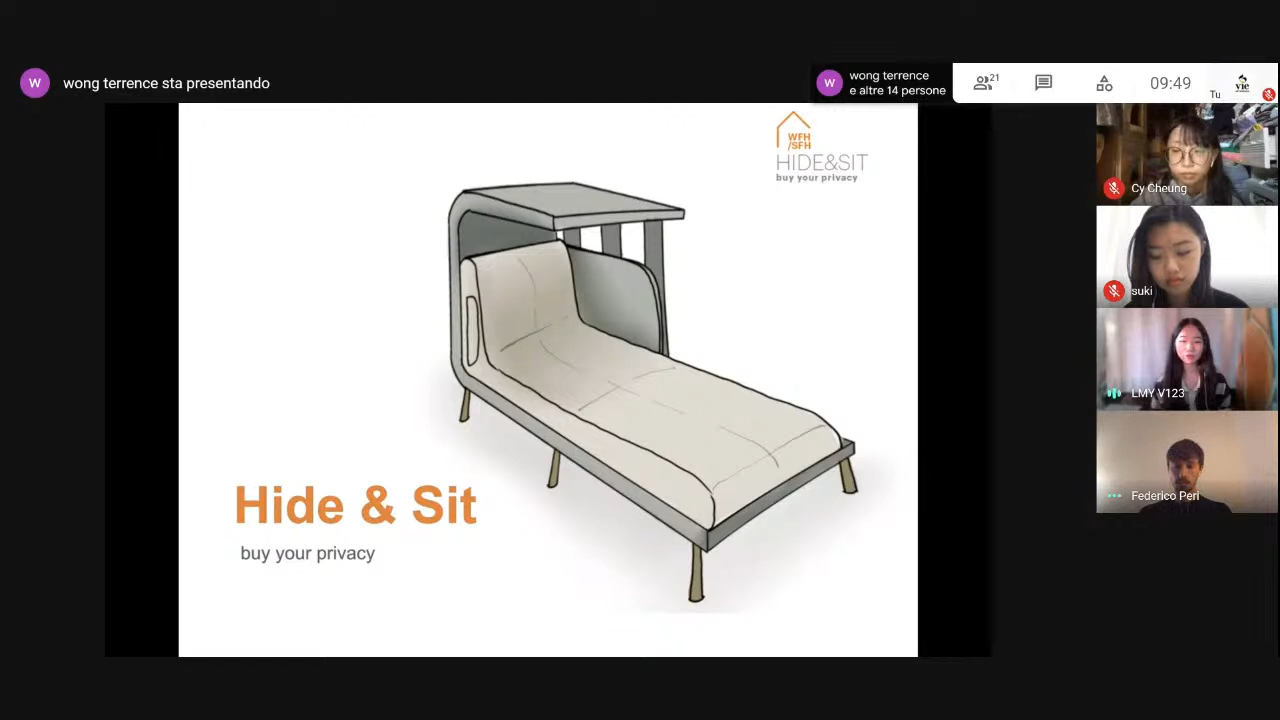 W
wong terrence sta presentando
W
wong terrence
e altre 14 persone
21
09:49
Tu
vie
WFH
/SFH
HIDE&SIT
buy your privacy
Cy Cheung
suki
LMY V123
Federico Peri
Hide & Sit
buy your privacy